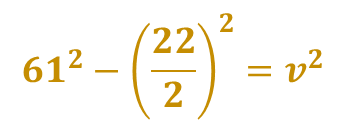 61² − (22/2)² = v²